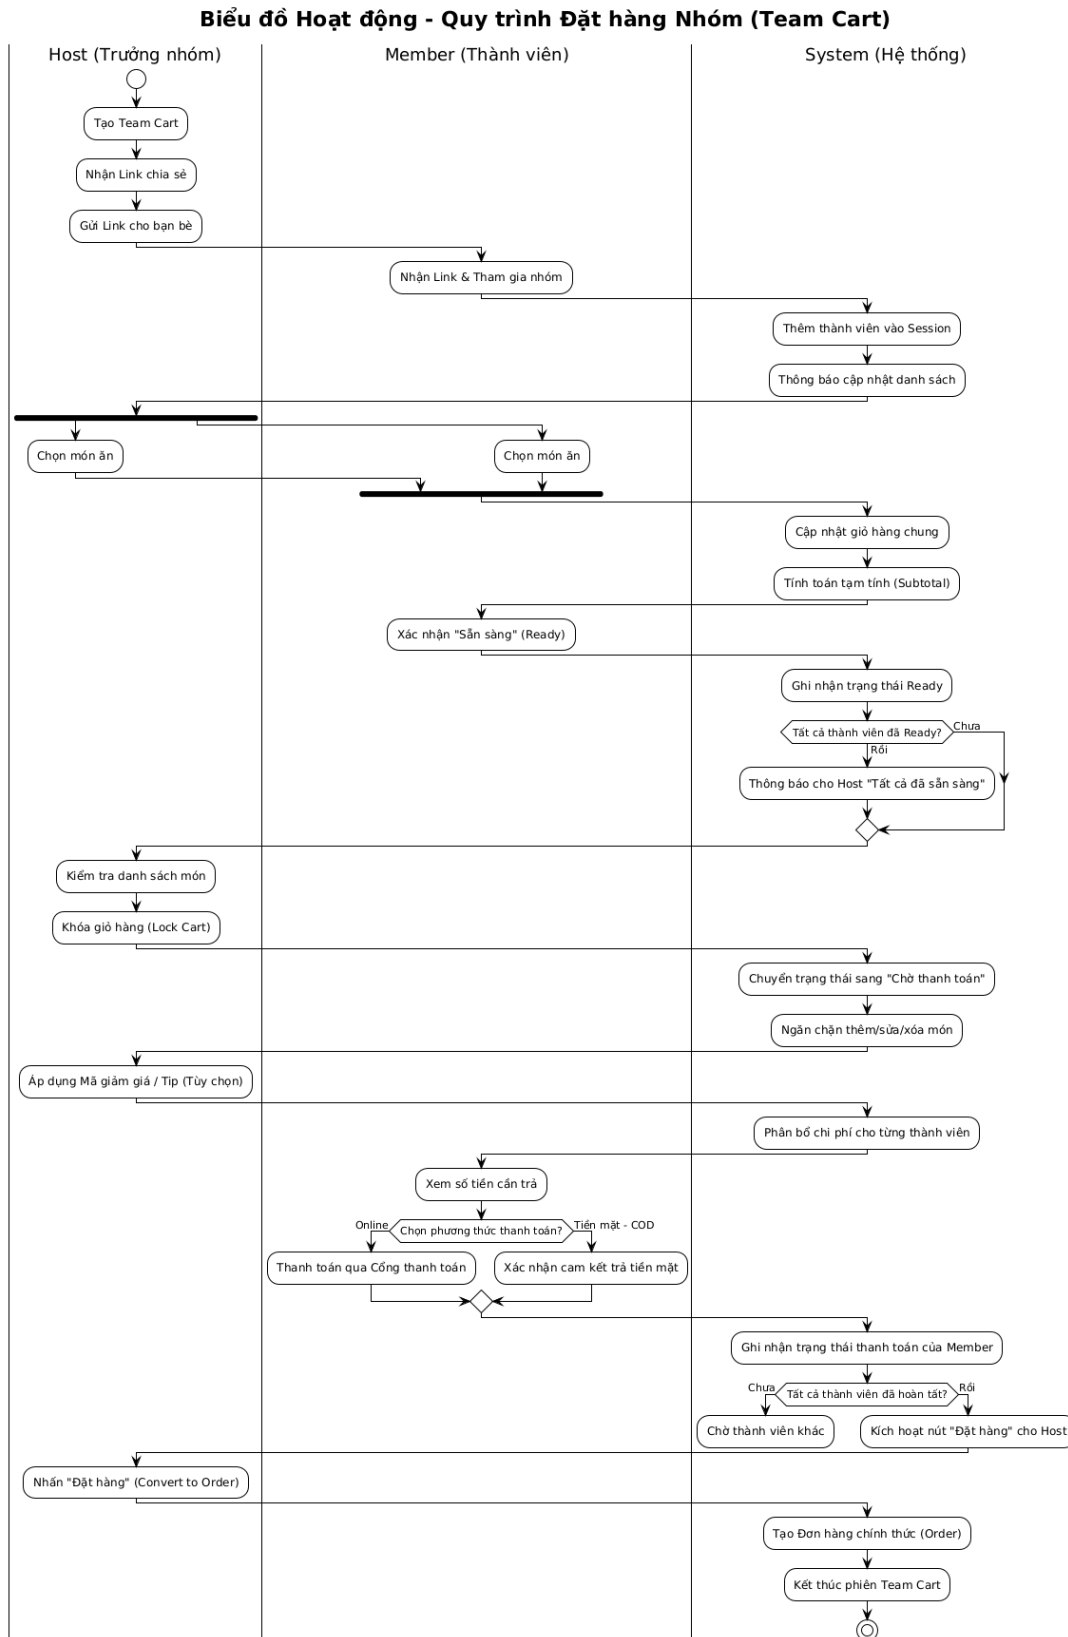 Biểu đồ Hoạt động - Quy trình Đặt hàng Nhóm (Team Cart)
Host (Trưởng nhóm)
Member (Thành viên)
System (Hệ thống)
Tạo Team Cart
Nhận Link chia sẻ
Gửi Link cho bạn bè
Nhận Link & Tham gia nhóm
Thêm thành viên vào Session
Thông báo cập nhật danh sách
Chọn món ăn
Chọn món ăn
Cập nhật giỏ hàng chung
Tính toán tạm tính (Subtotal)
Xác nhận "Sẵn sàng" (Ready)
Ghi nhận trạng thái Ready
Tất cả thành viên đã Ready?
Chưa
Rồi
Thông báo cho Host "Tất cả đã sẵn sàng"
Kiểm tra danh sách món
Khóa giỏ hàng (Lock Cart)
Chuyển trạng thái sang "Chờ thanh toán"
Ngăn chặn thêm/sửa/xóa món
Áp dụng Mã giảm giá / Tip (Tùy chọn)
Phân bổ chi phí cho từng thành viên
Xem số tiền cần trả
Online
Chọn phương thức thanh toán?
Tiền mặt - COD
Thanh toán qua Cổng thanh toán
Xác nhận cam kết trả tiền mặt
Ghi nhận trạng thái thanh toán của Member
Chưa
Tất cả thành viên đã hoàn tất?
Rồi
Chờ thành viên khác
Kích hoạt nút "Đặt hàng" cho Host
Nhấn "Đặt hàng" (Convert to Order)
Tạo Đơn hàng chính thức (Order)
Kết thúc phiên Team Cart